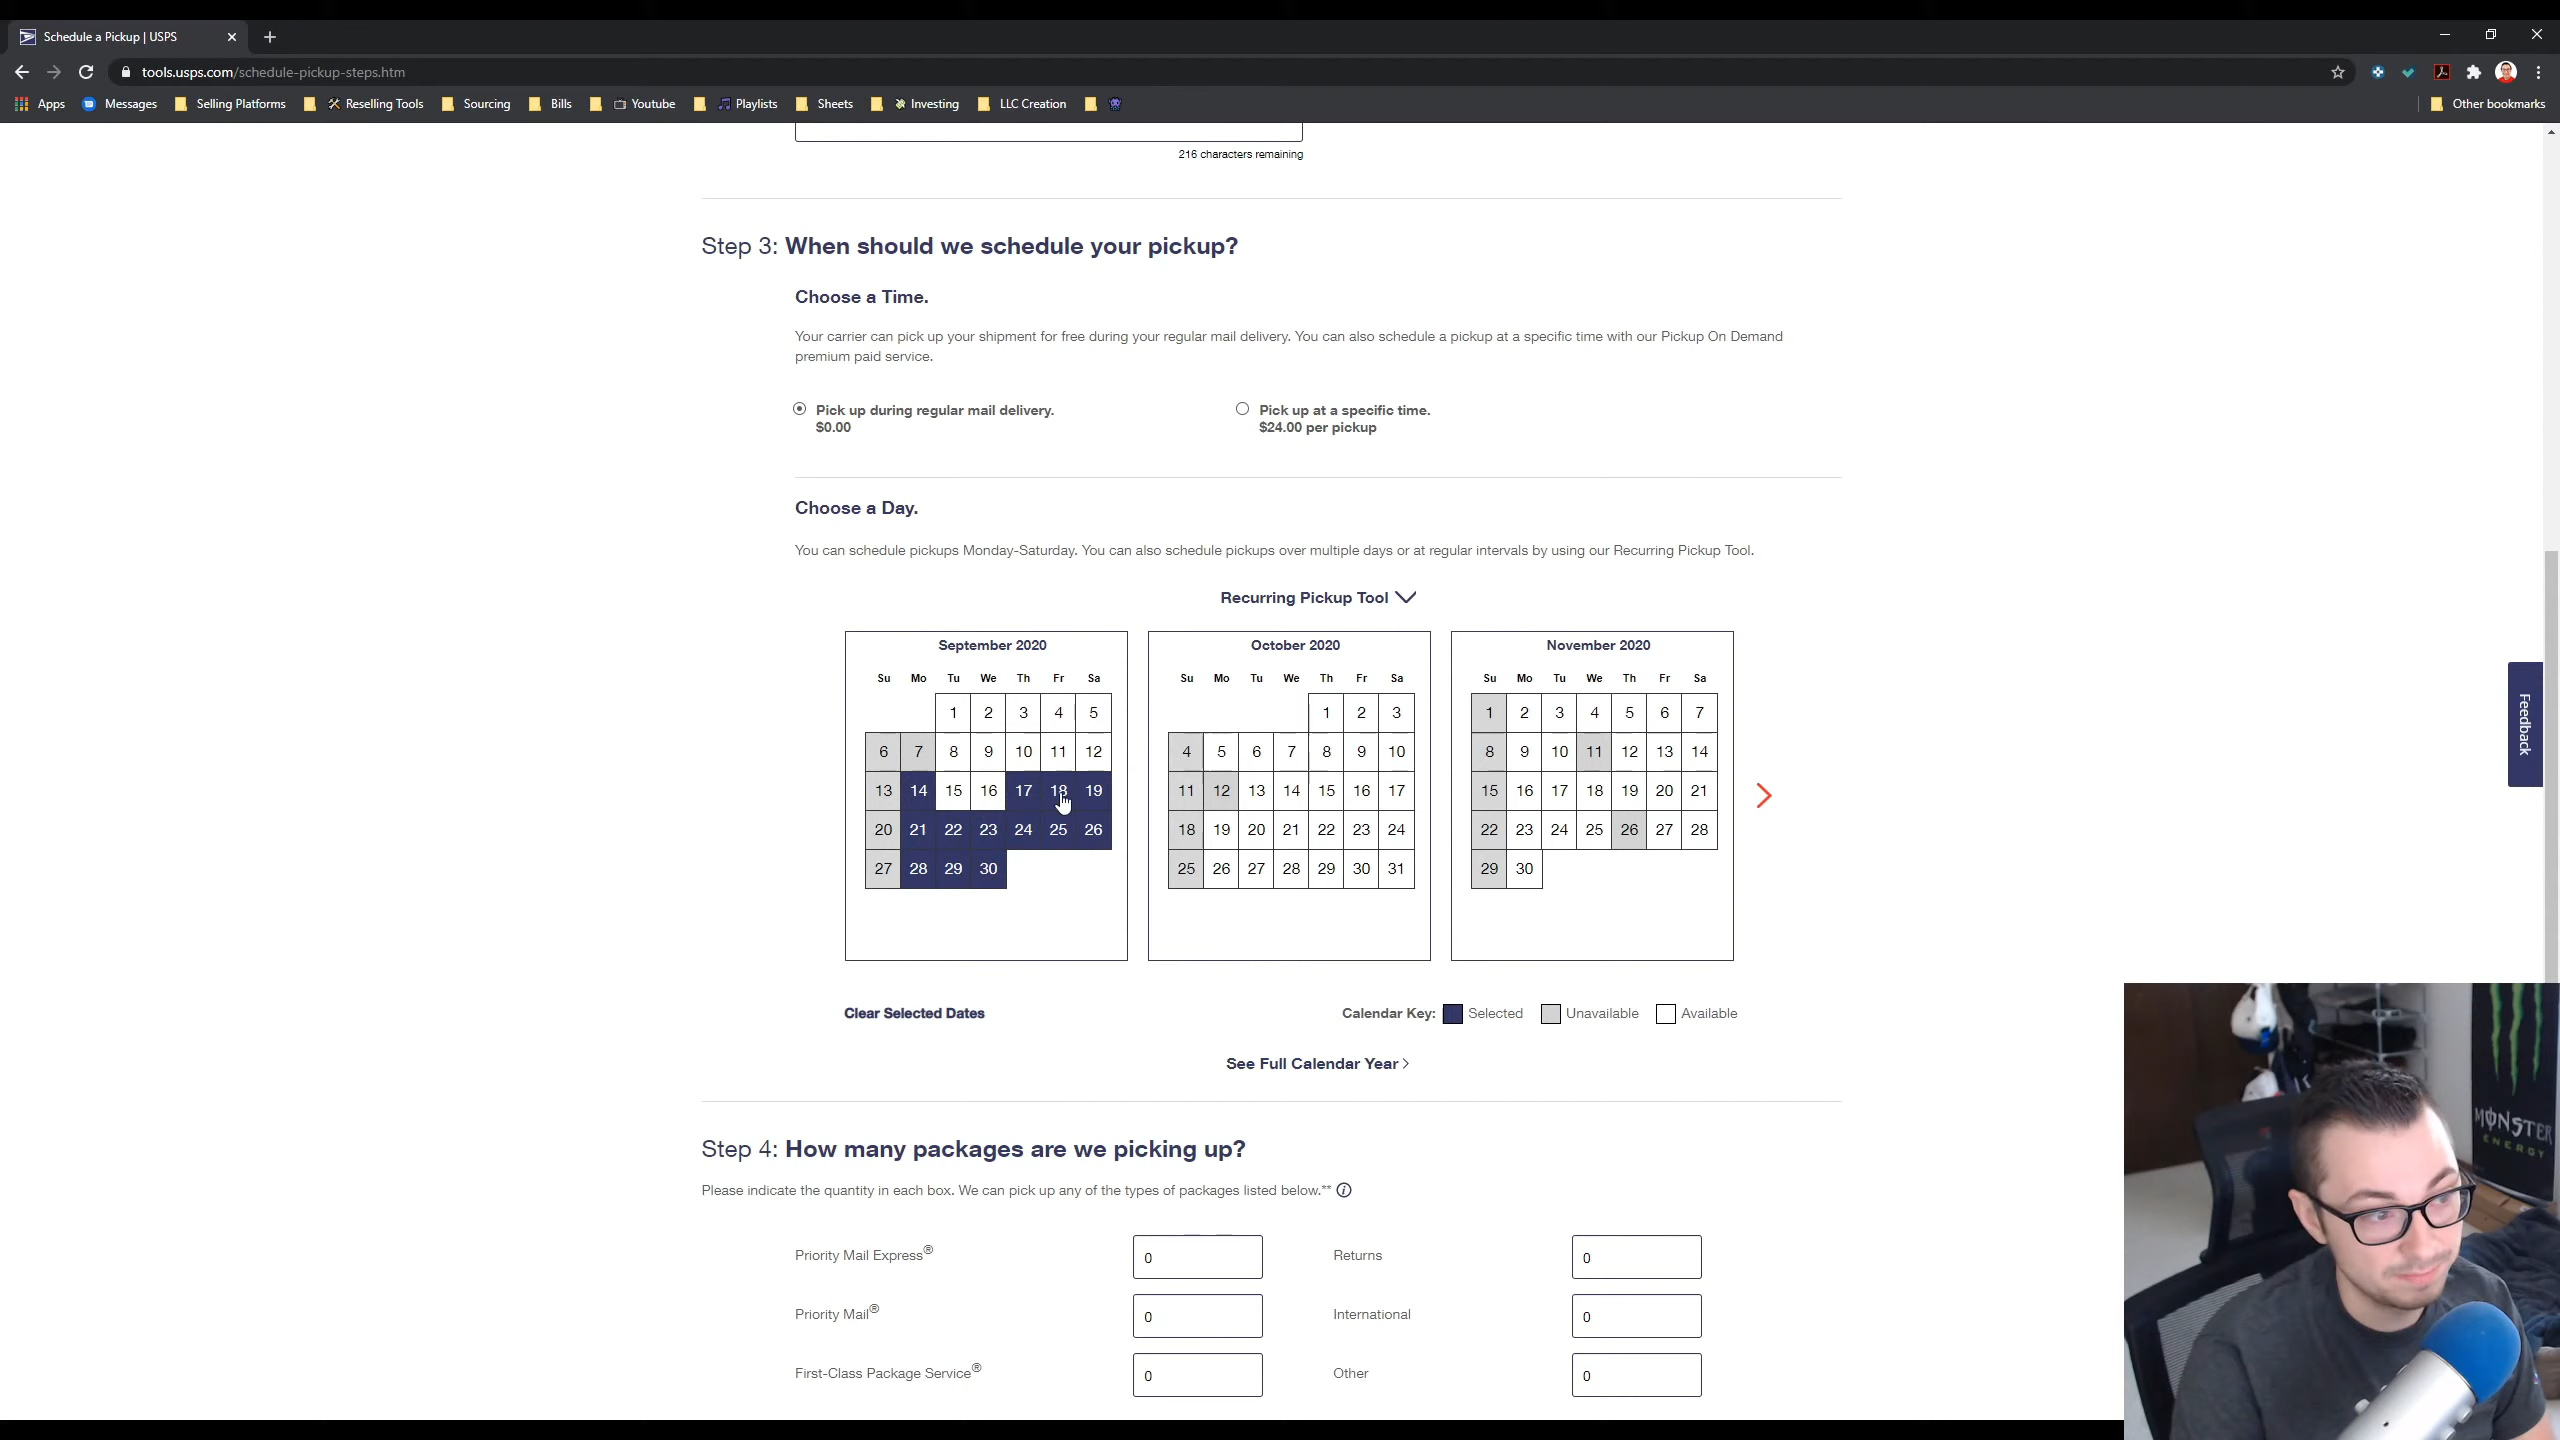 Schedule a Pickup | USPS
tools.usps.com/schedule-pickup-steps.htm
Apps Messages Selling Platforms Reselling Tools Sourcing Bills Youtube Playlists Sheets Investing LLC Creation Other bookmarks
216 characters remaining
Step 3: When should we schedule your pickup?
Choose a Time.
Your carrier can pick up your shipment for free during your regular mail delivery. You can also schedule a pickup at a specific time with our Pickup On Demand
premium paid service.
Pick up during regular mail delivery. Pick up at a specific time.
$0.00 $24.00 per pickup
Choose a Day.
You can schedule pickups Monday-Saturday. You can also schedule pickups over multiple days or at regular intervals by using our Recurring Pickup Tool.
Recurring Pickup Tool
September 2020
Su Mo Tu We Th Fr Sa
1 2 3 4 5
6 7 8 9 10 11 12
13 14 15 16 17 18 19
20 21 22 23 24 25 26
27 28 29 30
October 2020
Su Mo Tu We Th Fr Sa
1 2 3
4 5 6 7 8 9 10
11 12 13 14 15 16 17
18 19 20 21 22 23 24
25 26 27 28 29 30 31
November 2020
Su Mo Tu We Th Fr Sa
1 2 3 4 5 6 7
8 9 10 11 12 13 14
15 16 17 18 19 20 21
22 23 24 25 26 27 28
29 30
Feedback
Clear Selected Dates
Calendar Key: Selected Unavailable Available
See Full Calendar Year >
Step 4: How many packages are we picking up?
Please indicate the quantity in each box. We can pick up any of the types of packages listed below.** i
Priority Mail Express® 0 Returns 0
Priority Mail® 0 International 0
First-Class Package Service® 0 Other 0
MONSTER
ENERGY